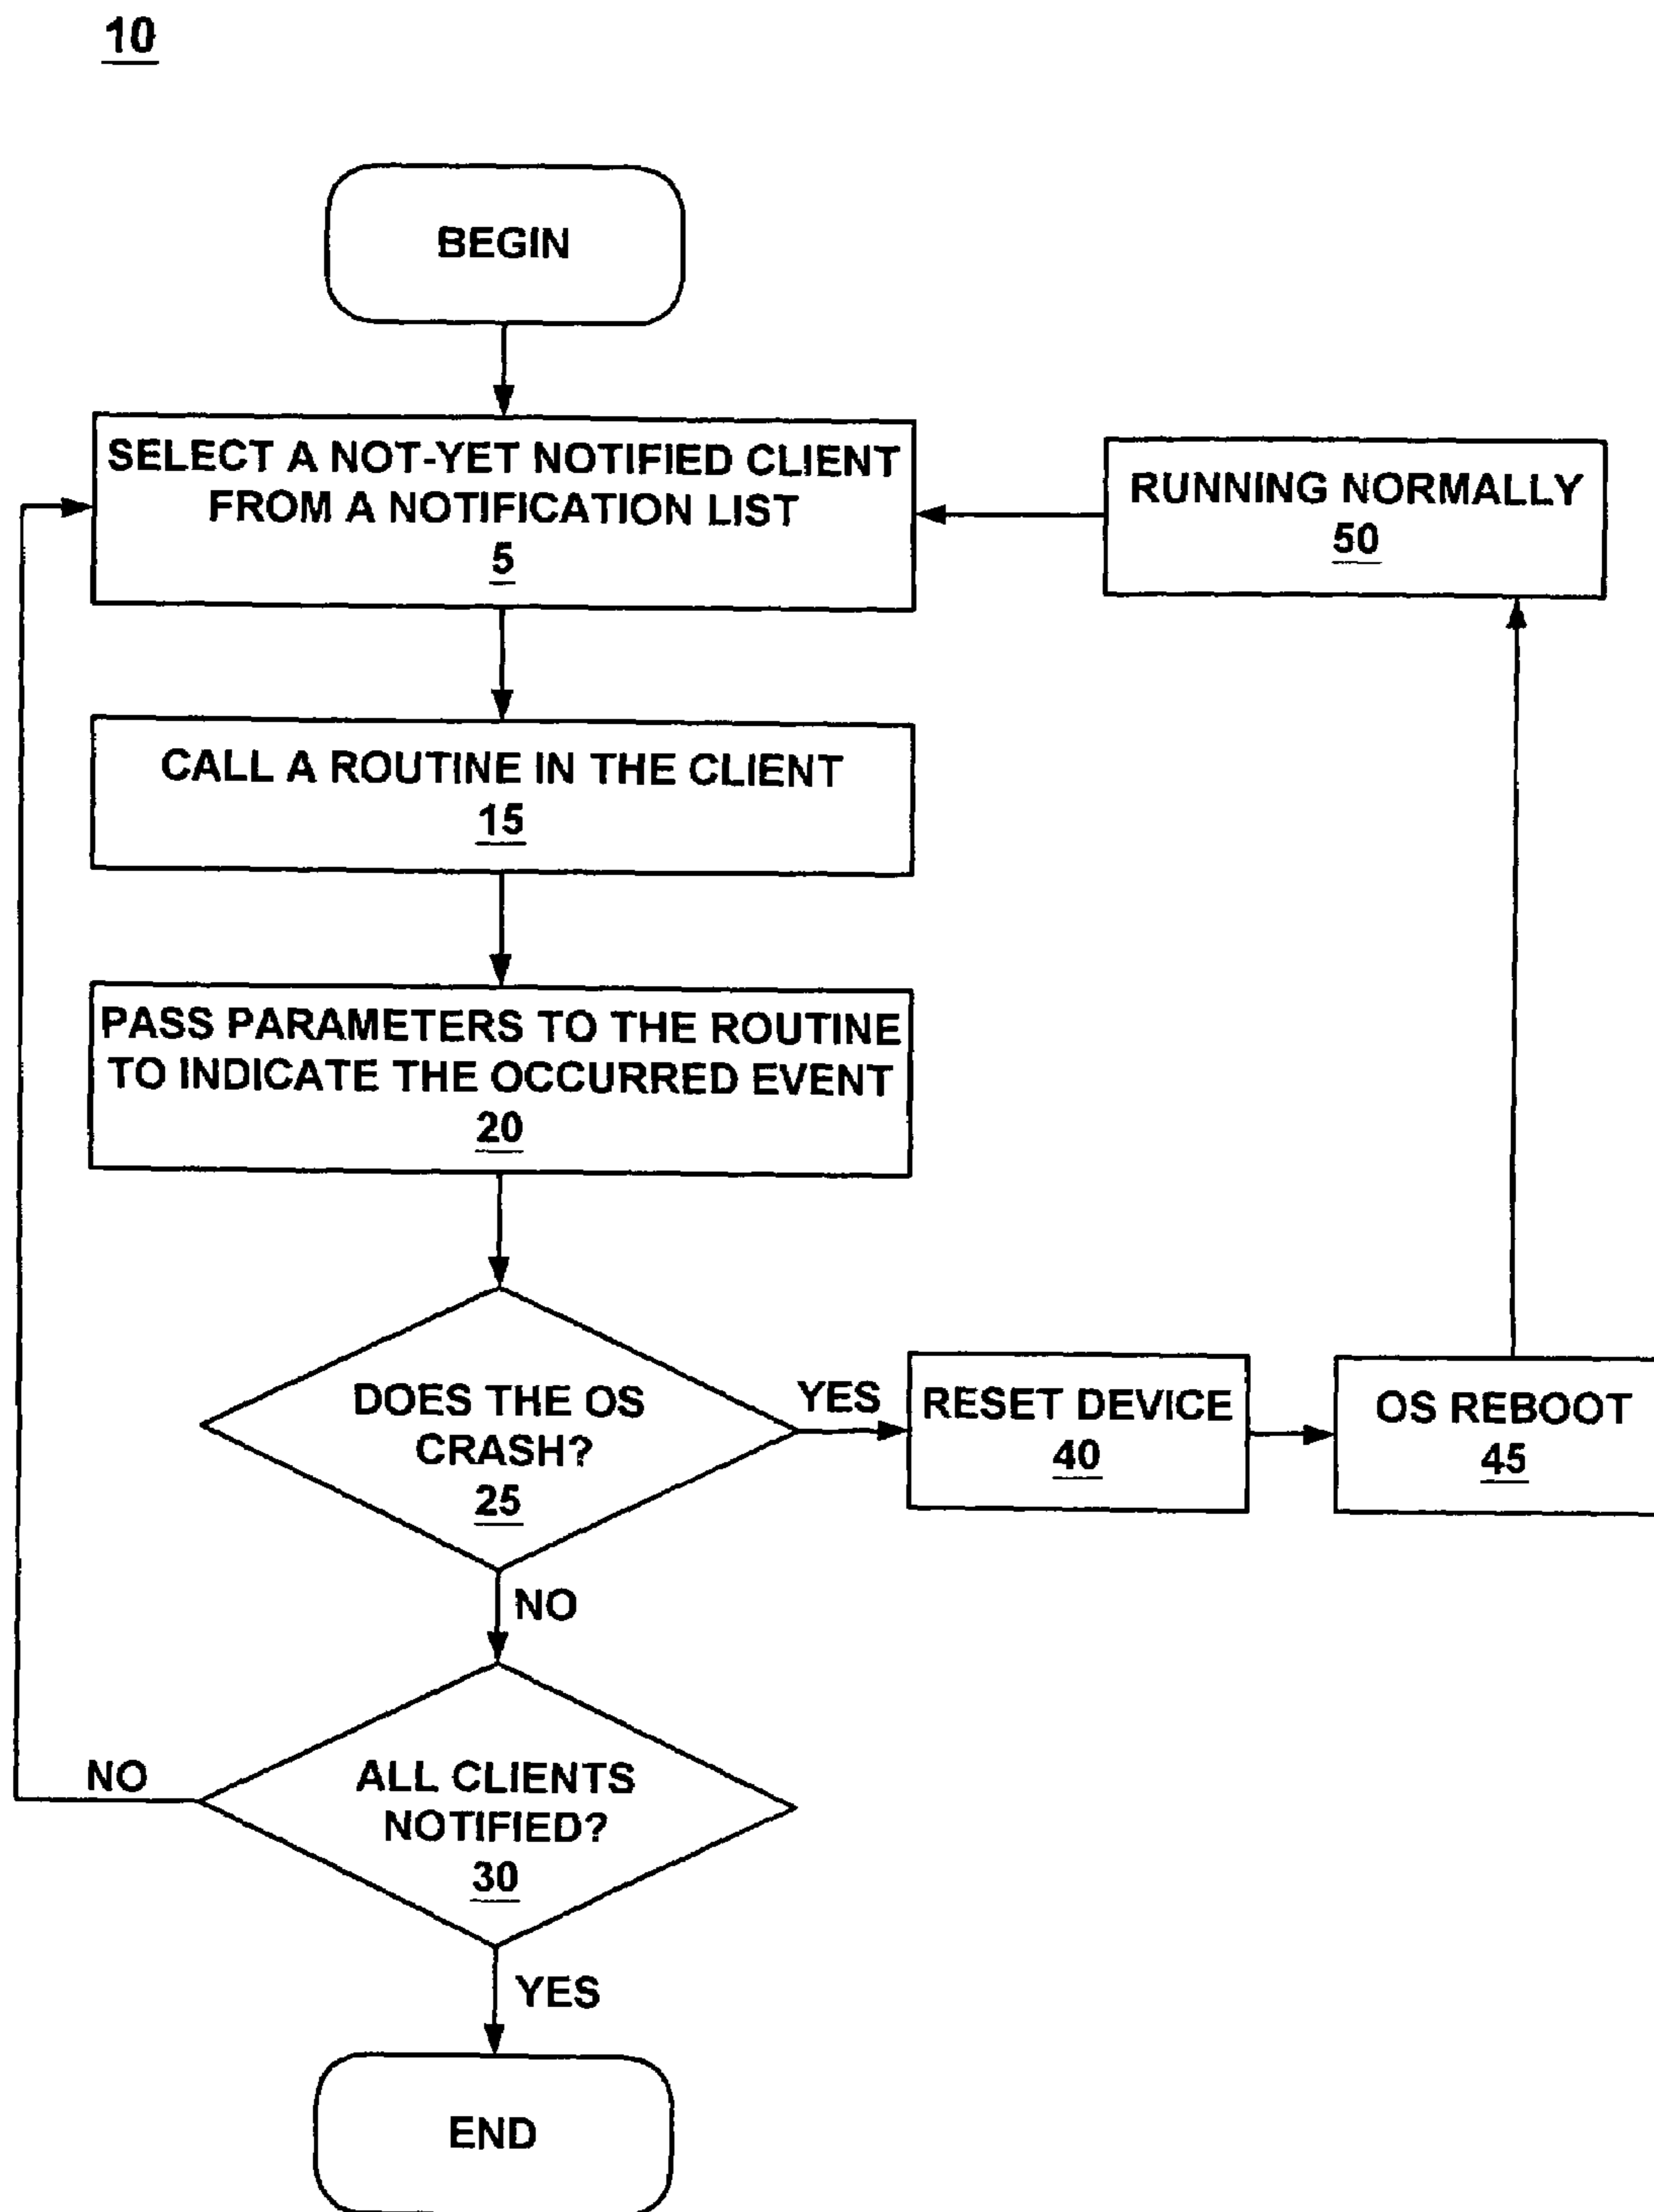 10
BEGIN
SELECT A NOT-YET NOTIFIED CLIENT
FROM A NOTIFICATION LIST
5
RUNNING NORMALLY
50
CALL A ROUTINE IN THE CLIENT
15
PASS PARAMETERS TO THE ROUTINE
TO INDICATE THE OCCURRED EVENT
20
DOES THE OS
CRASH?
25
YES
RESET DEVICE
40
OS REBOOT
45
NO
ALL CLIENTS
NOTIFIED?
30
NO
YES
END